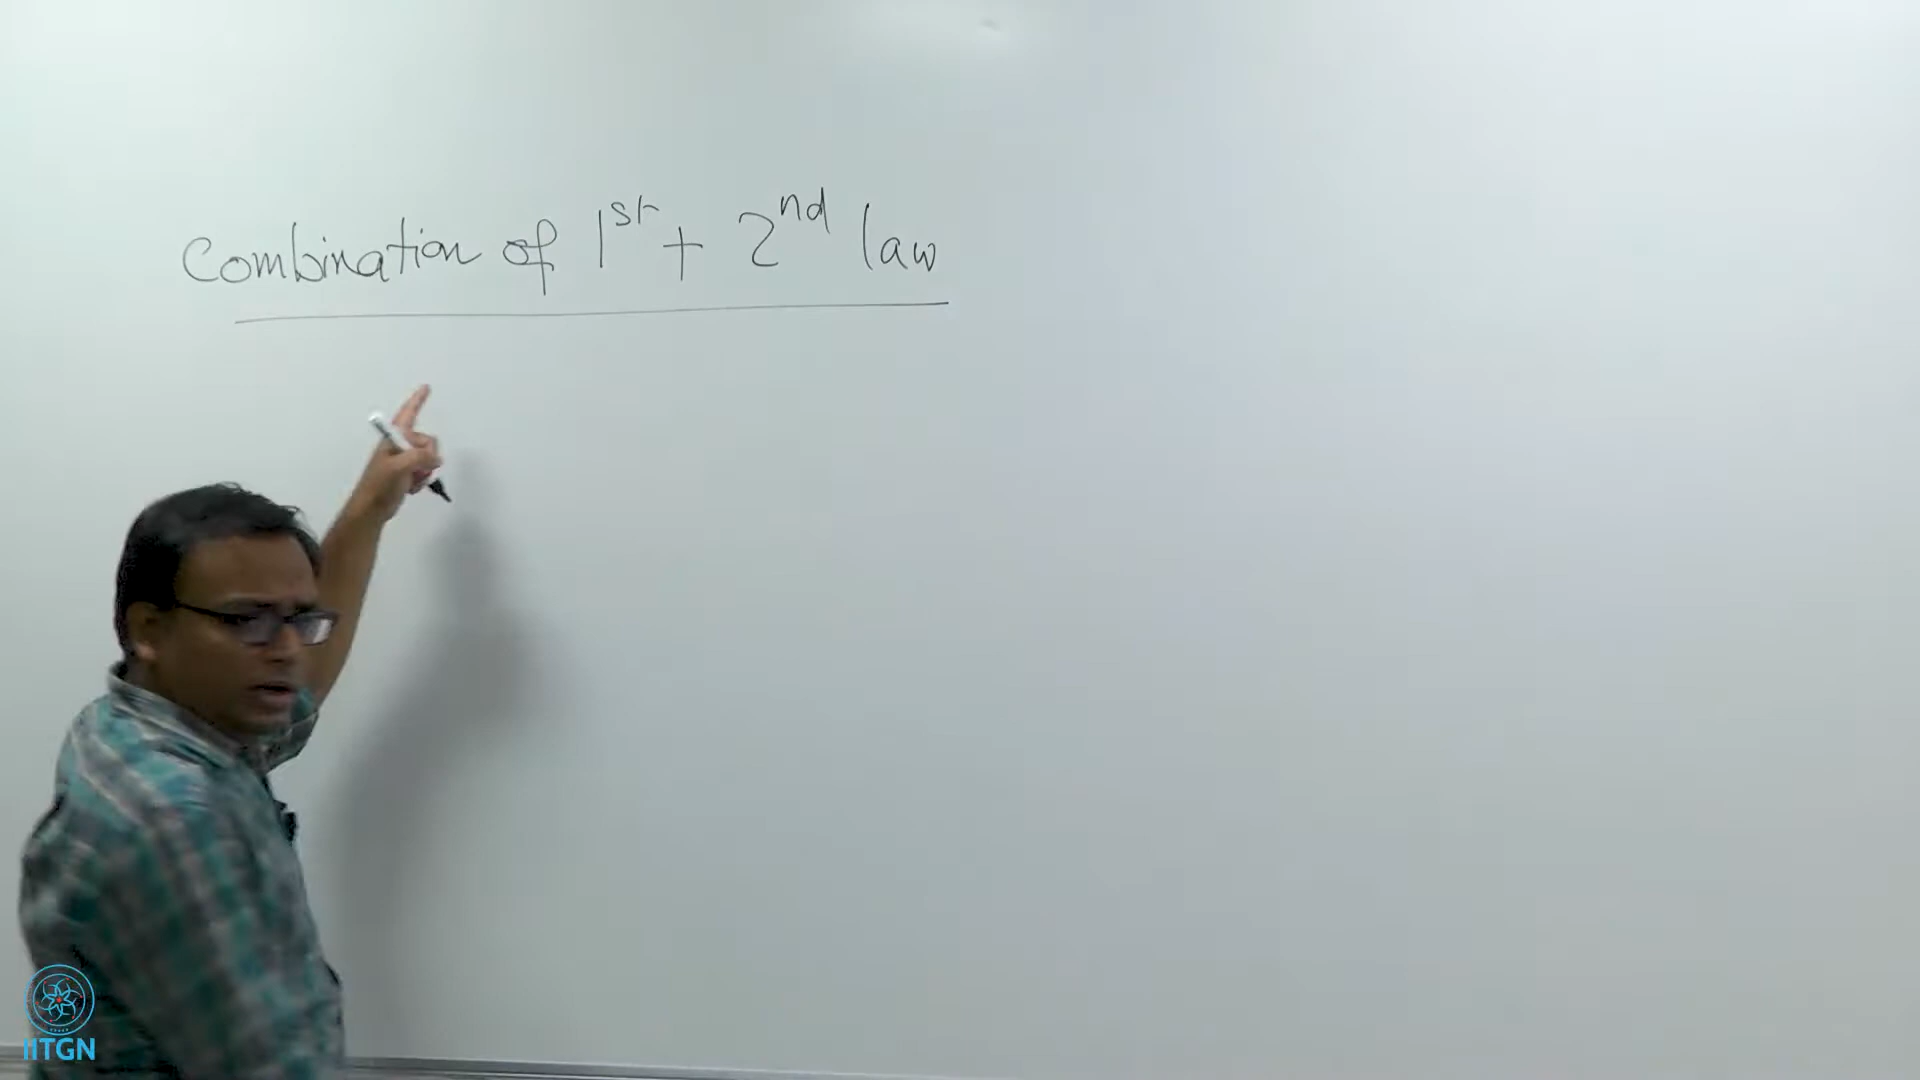 Combination of 1st + 2nd law
IITGN